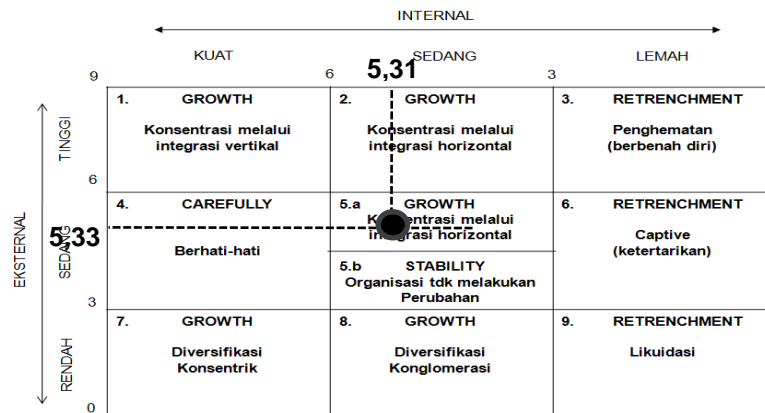 INTERNAL
KUAT SEDANG LEMAH
9 6 5,31 3
1. GROWTH
Konsentrasi melalui
integrasi vertikal
2. GROWTH
Konsentrasi melalui
integrasi horizontal
3. RETRENCHMENT
Penghematan
(berbenah diri)
TINGGI
6
4. CAREFULLY
Berhati-hati
5.a GROWTH
Konsentrasi melalui
integrasi horizontal
6. RETRENCHMENT
Captive
(ketertarikan)
EKSTERNAL
5,33
SEDANG
5.b STABILITY
Organisasi tdk melakukan
Perubahan
3
7. GROWTH
Diversifikasi
Konsentrik
8. GROWTH
Diversifikasi
Konglomerasi
9. RETRENCHMENT
Likuidasi
RENDAH
0